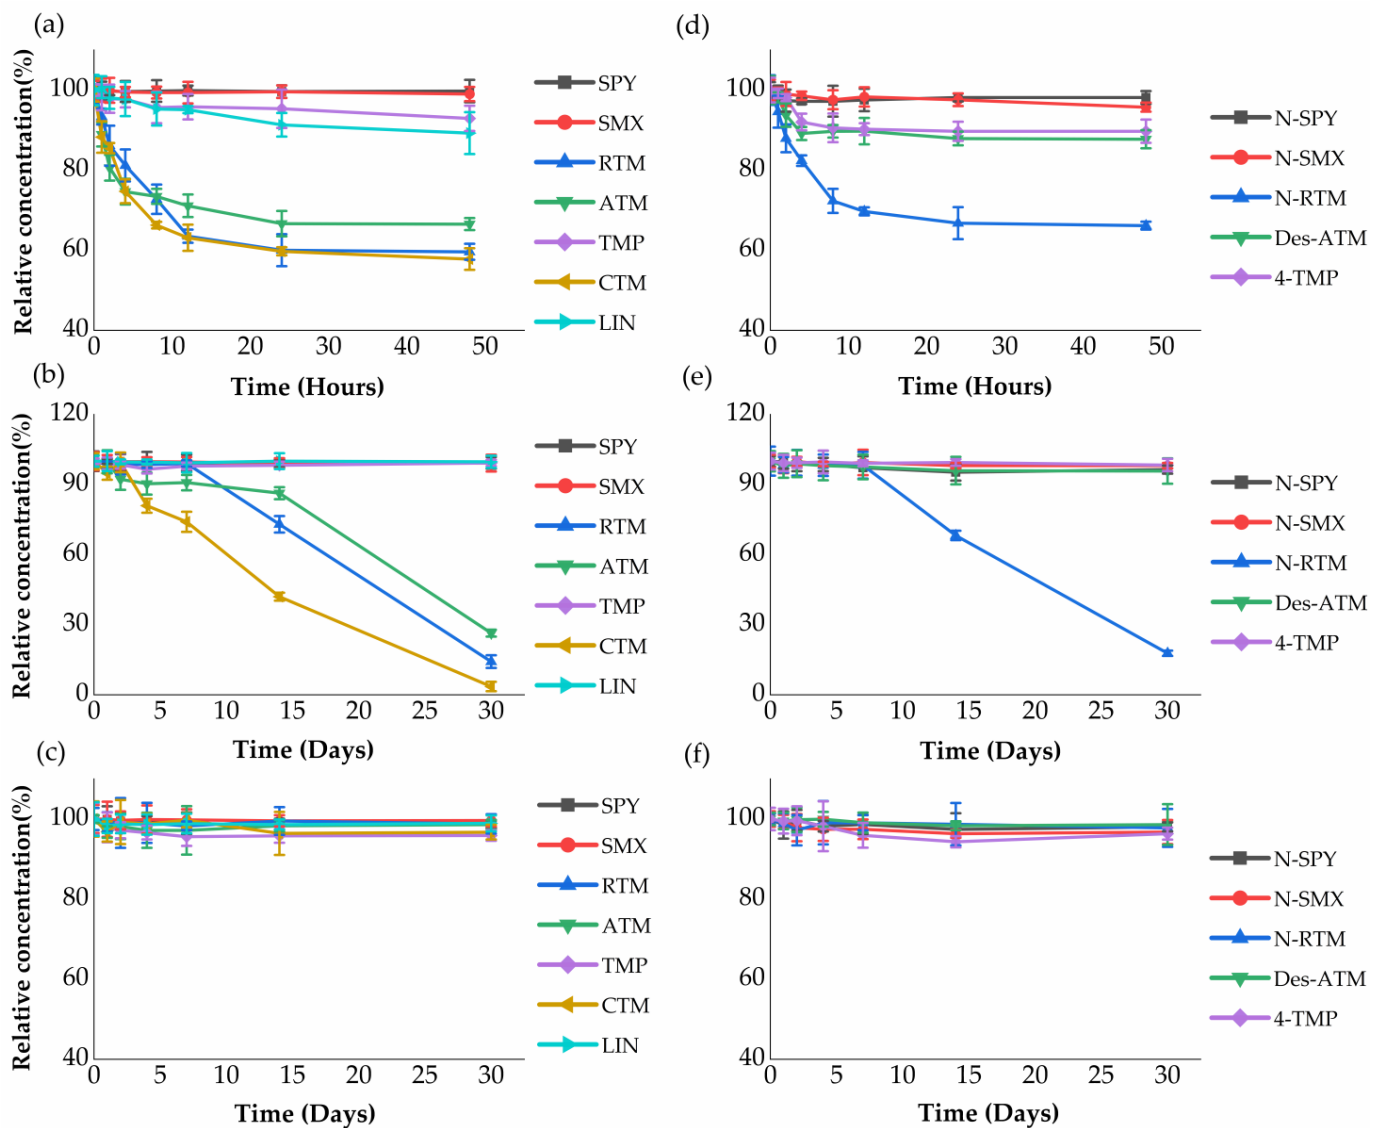 (a)
Relative concentration(%)
100
80
60
40
0
10
20
30
40
50
Time (Hours)
SPY
SMX
RTM
ATM
TMP
CTM
LIN
(d)
100
80
60
40
0
10
20
30
40
50
Time (Hours)
N-SPY
N-SMX
N-RTM
Des-ATM
4-TMP
(b)
Relative concentration(%)
120
90
60
30
0
0
5
10
15
20
25
30
Time (Days)
SPY
SMX
RTM
ATM
TMP
CTM
LIN
(e)
120
90
60
30
0
0
5
10
15
20
25
30
Time (Days)
N-SPY
N-SMX
N-RTM
Des-ATM
4-TMP
(c)
Relative concentration(%)
100
80
60
40
0
5
10
15
20
25
30
Time (Days)
SPY
SMX
RTM
ATM
TMP
CTM
LIN
(f)
100
80
60
40
0
5
10
15
20
25
30
Time (Days)
N-SPY
N-SMX
N-RTM
Des-ATM
4-TMP